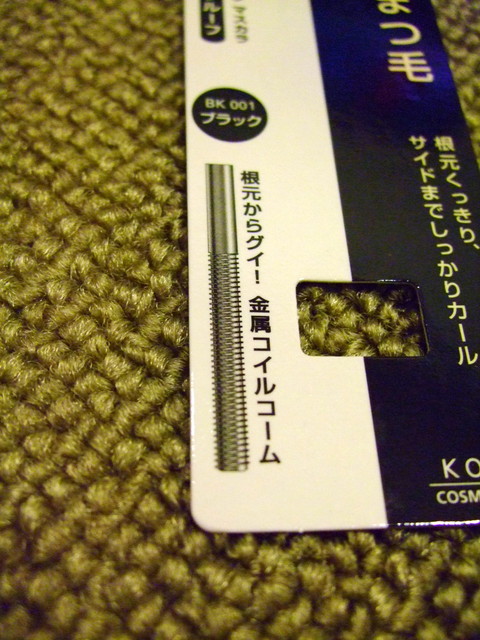 マスカラ
ルーフ
BK 001
ブラック
根元からグイ! 金属コイルコーム
まつ毛
根元くっきり、
サイドまでしっかりカール
KO
COSM